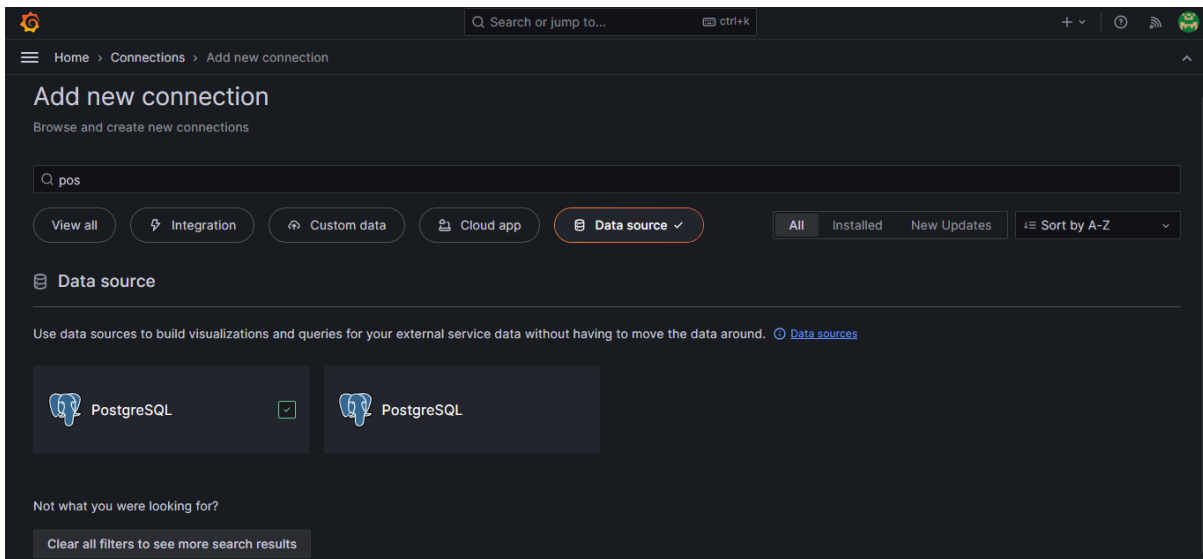 Search or jump to... ctrl+k
Home > Connections > Add new connection
Add new connection
Browse and create new connections
pos
View all Integration Custom data Cloud app Data source All Installed New Updates Sort by A-Z
Data source
Use data sources to build visualizations and queries for your external service data without having to move the data around. Data sources
PostgreSQL PostgreSQL
Not what you were looking for?
Clear all filters to see more search results